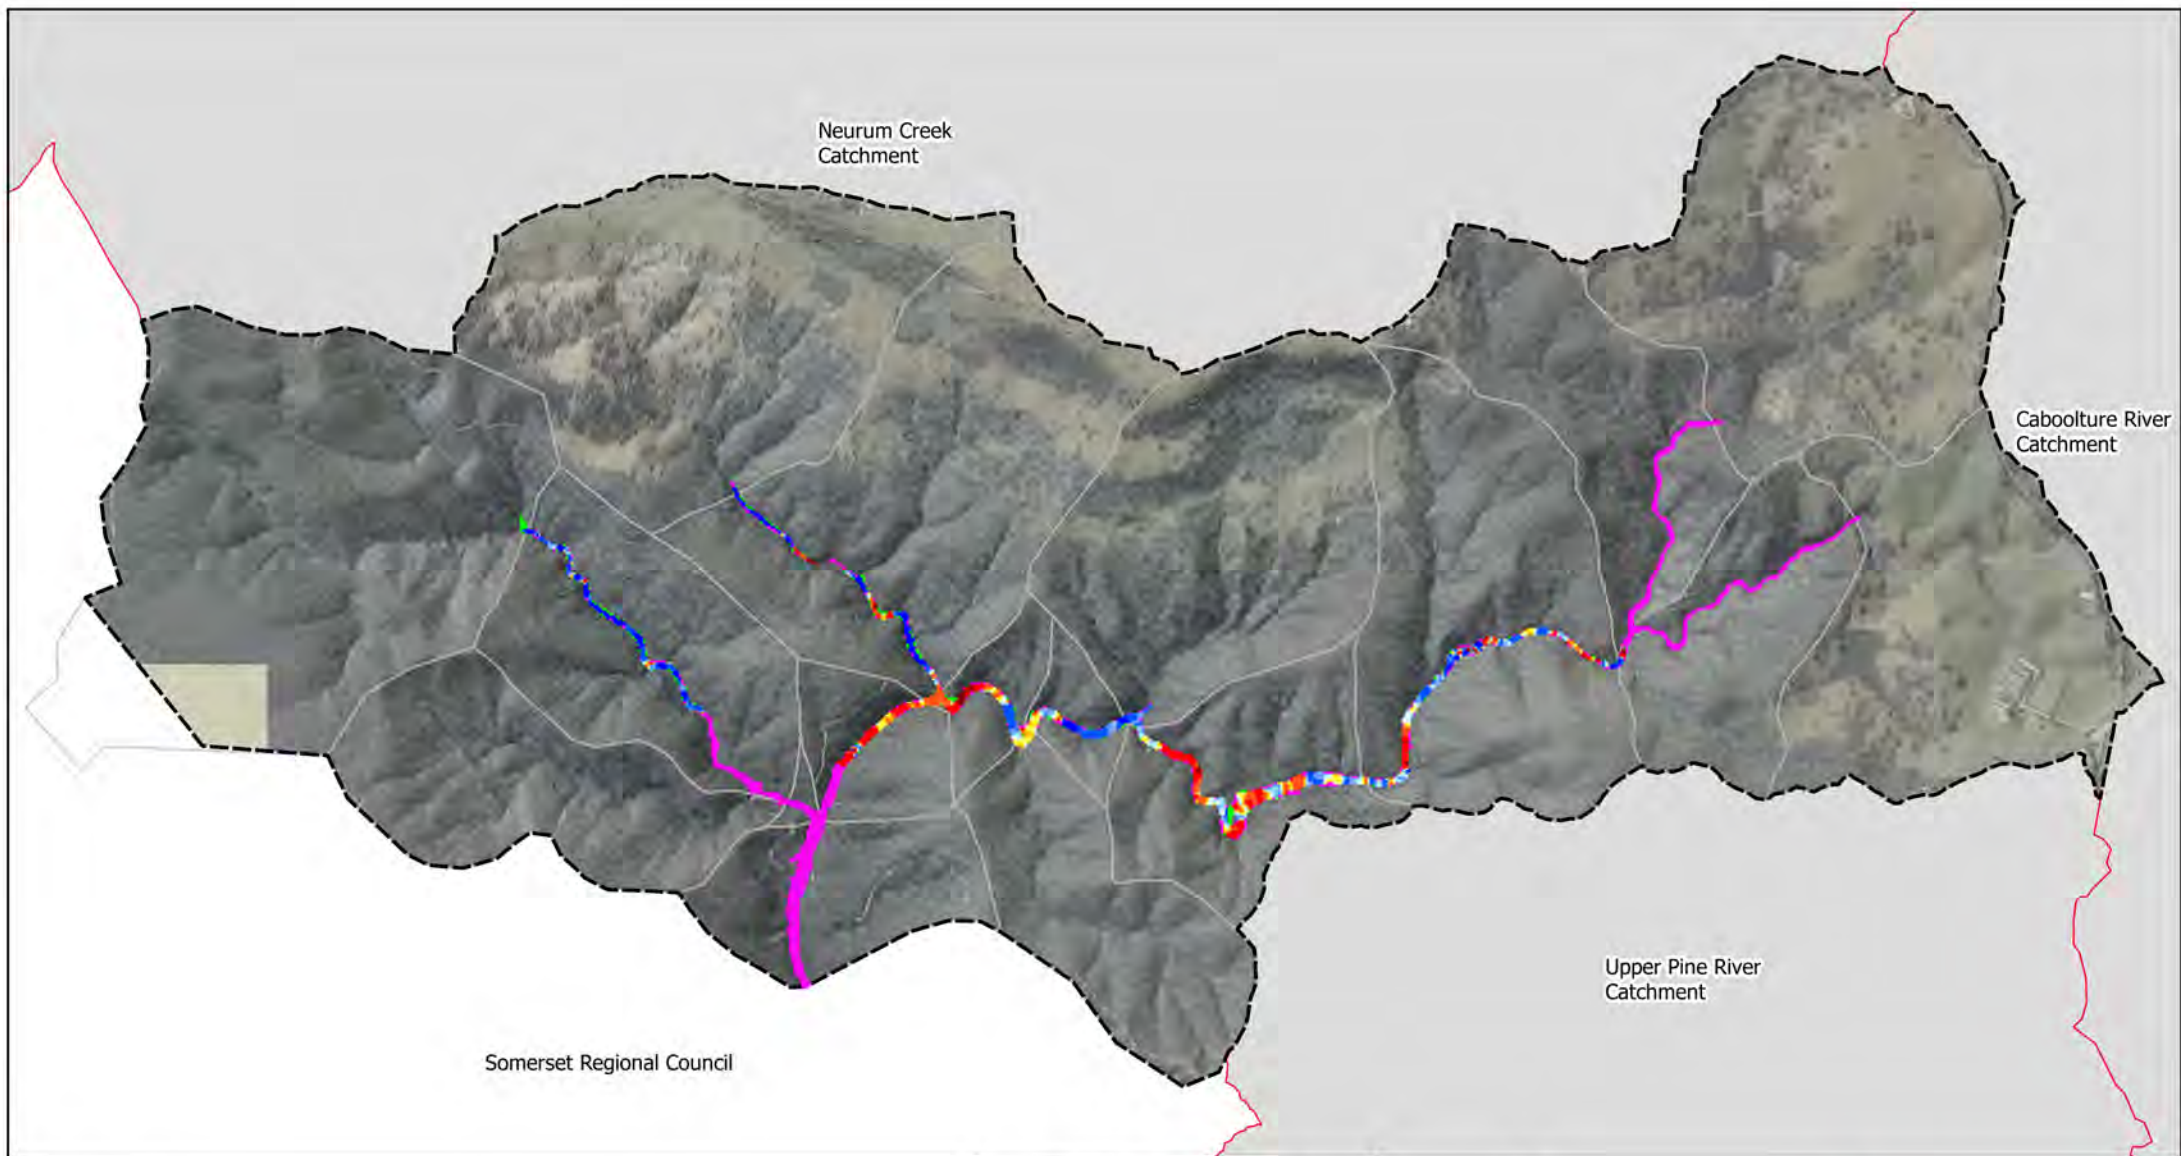 Neurum Creek
Catchment
Caboolture River
Catchment
Upper Pine River
Catchment
Somerset Regional Council